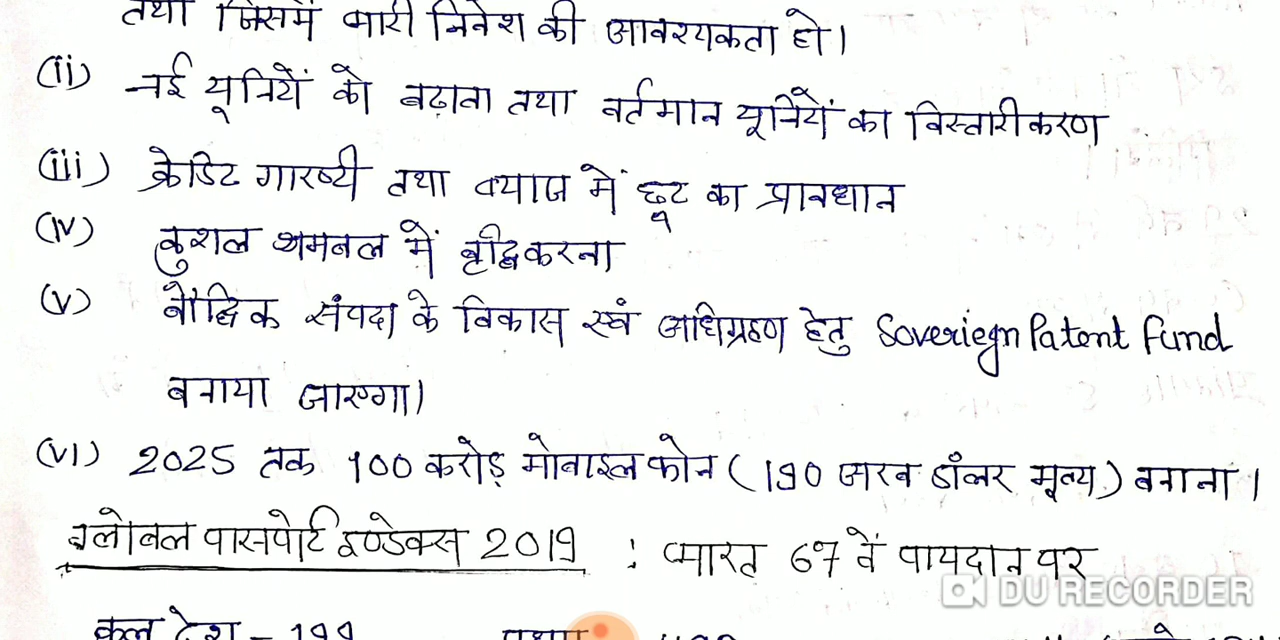 तथा जिसमें भारी निवेश की आवश्यकता हो।
(ii) नई यूनियों को बढ़ाना तथा वर्तमान यूनियों का विस्तारीकरण
(iii) क्रेडिट गारण्टी तथा ब्याज में छूट का प्रावधान
(iv) कुशल श्रमबल में वृद्धि करना
(v) बौद्धिक संपदा के विकास एवं अधिग्रहण हेतु Soveriegn Patent Fund
बनाया जाएगा।
(vi) 2025 तक 100 करोड़ मोबाइल फोन (190 अरब डॉलर मूल्य) बनाना।
ग्लोबल पासपोर्ट इण्डेक्स 2019 : भारत 67 वें पायदान पर
DU RECORDER
कुल देश - 199